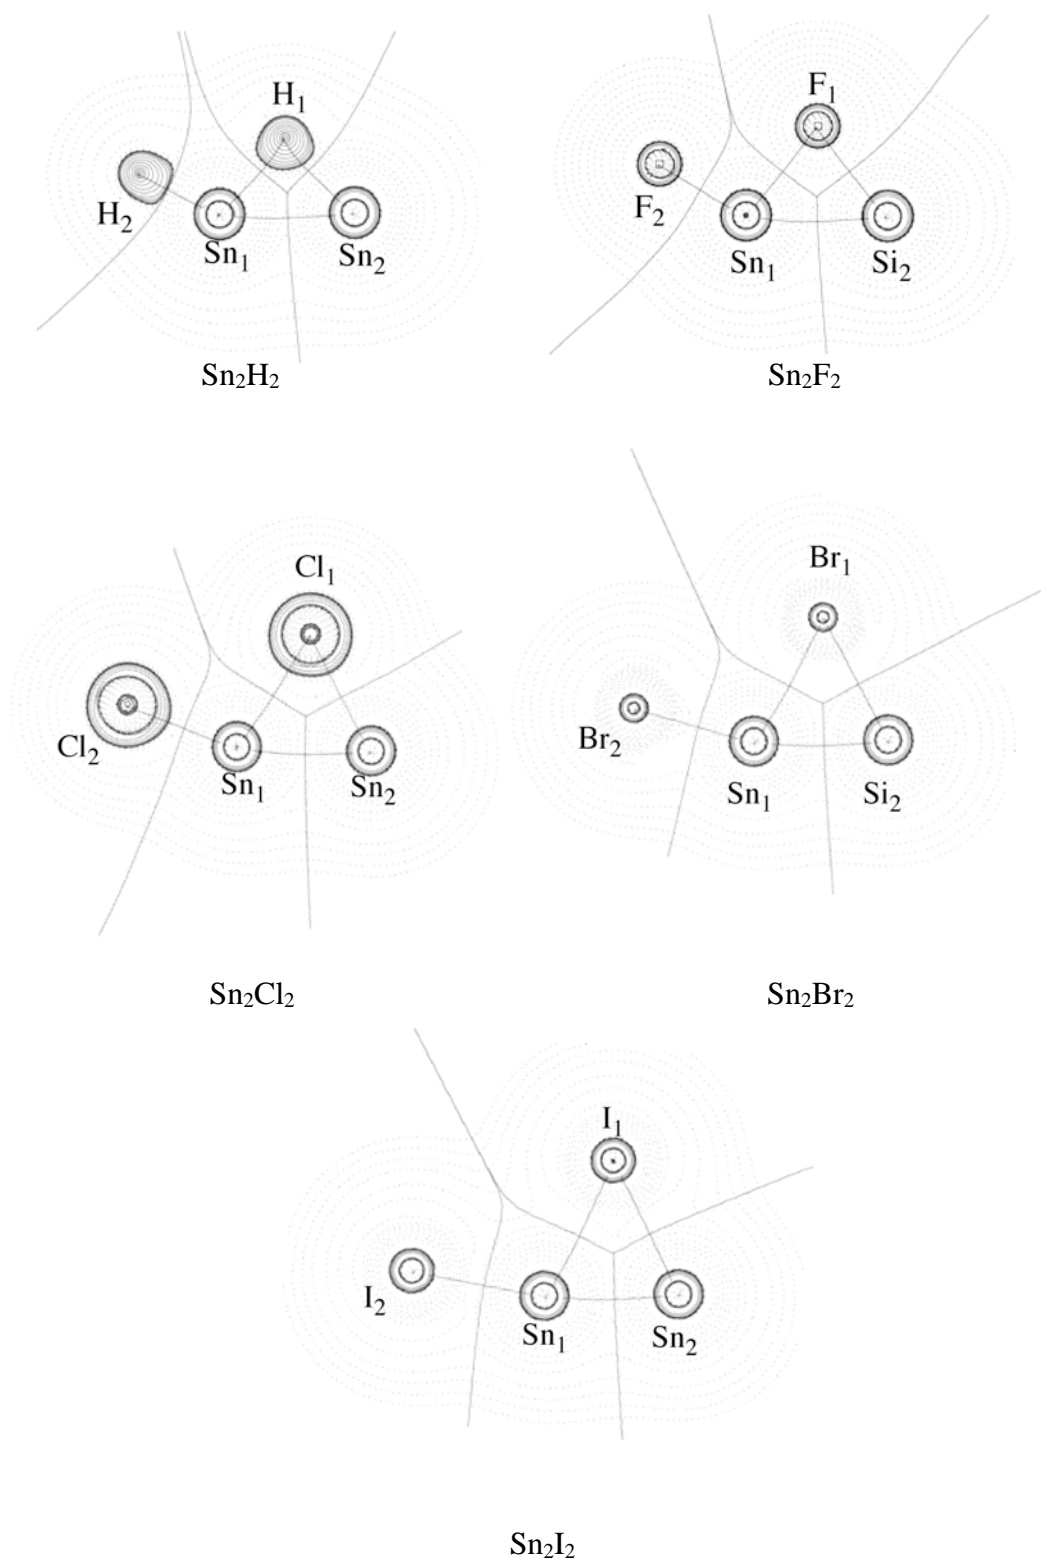 H₁
H₂
Sn₁ Sn₂
Sn₂H₂
F₁
F₂
Sn₁ Si₂
Sn₂F₂
Cl₁
Cl₂
Sn₁ Sn₂
Sn₂Cl₂
Br₁
Br₂
Sn₁ Si₂
Sn₂Br₂
I₁
I₂
Sn₁ Sn₂
Sn₂I₂